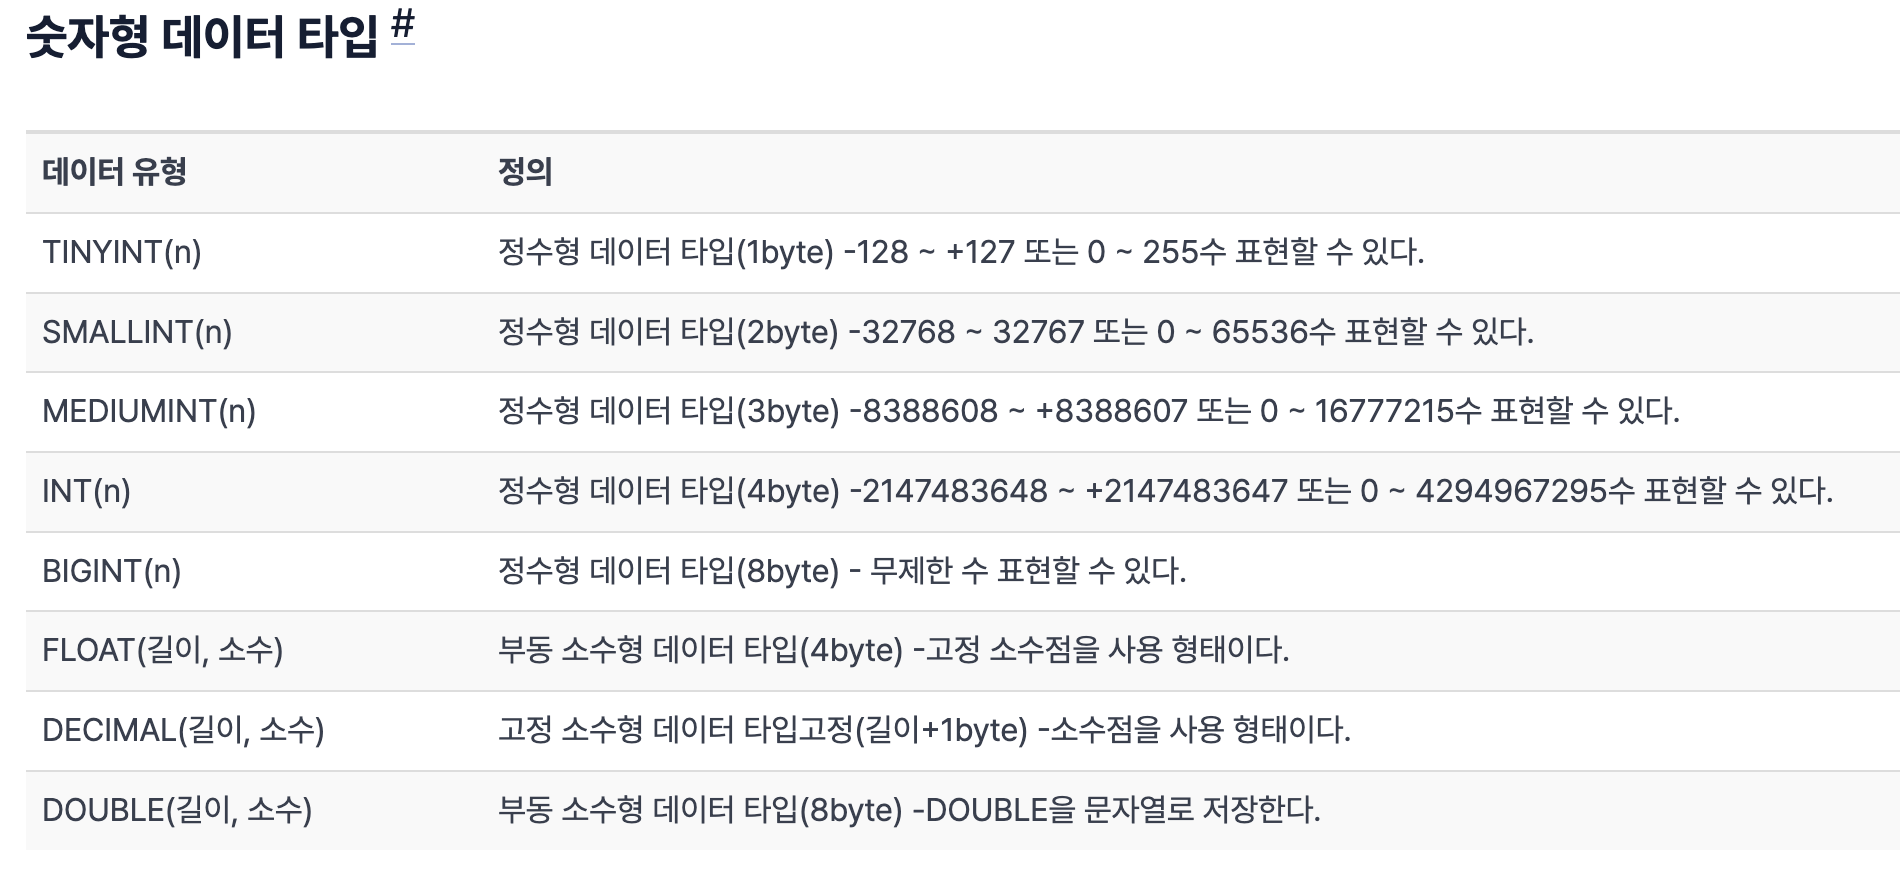 숫자형 데이터 타입 #
데이터 유형 정의
TINYINT(n) 정수형 데이터 타입(1byte) -128 ~ +127 또는 0 ~ 255수 표현할 수 있다.
SMALLINT(n) 정수형 데이터 타입(2byte) -32768 ~ 32767 또는 0 ~ 65536수 표현할 수 있다.
MEDIUMINT(n) 정수형 데이터 타입(3byte) -8388608 ~ +8388607 또는 0 ~ 16777215수 표현할 수 있다.
INT(n) 정수형 데이터 타입(4byte) -2147483648 ~ +2147483647 또는 0 ~ 4294967295수 표현할 수 있다.
BIGINT(n) 정수형 데이터 타입(8byte) - 무제한 수 표현할 수 있다.
FLOAT(길이, 소수) 부동 소수형 데이터 타입(4byte) -고정 소수점을 사용 형태이다.
DECIMAL(길이, 소수) 고정 소수형 데이터 타입고정(길이+1byte) -소수점을 사용 형태이다.
DOUBLE(길이, 소수) 부동 소수형 데이터 타입(8byte) -DOUBLE을 문자열로 저장한다.